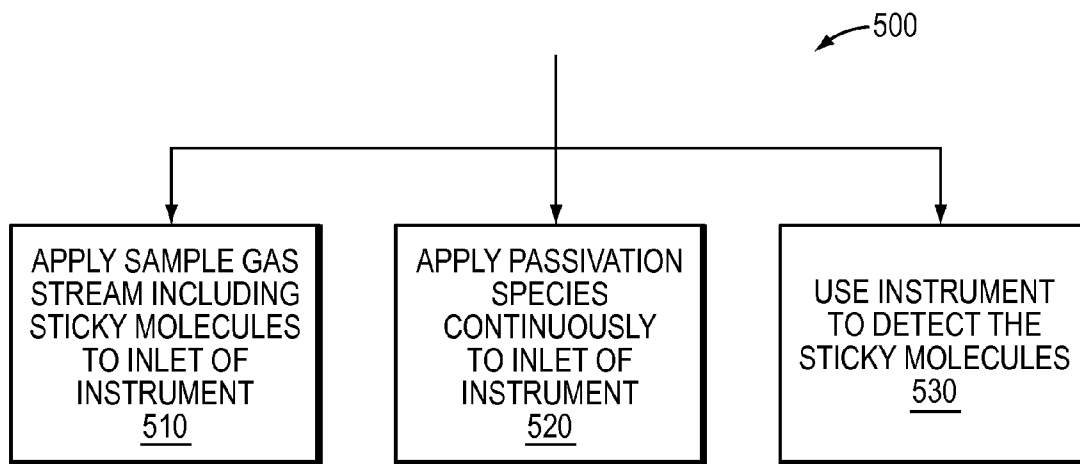 500
APPLY SAMPLE GAS
STREAM INCLUDING
STICKY MOLECULES
TO INLET OF
INSTRUMENT
510
APPLY PASSIVATION
SPECIES
CONTINUOUSLY
TO INLET OF
INSTRUMENT
520
USE INSTRUMENT
TO DETECT THE
STICKY MOLECULES
530